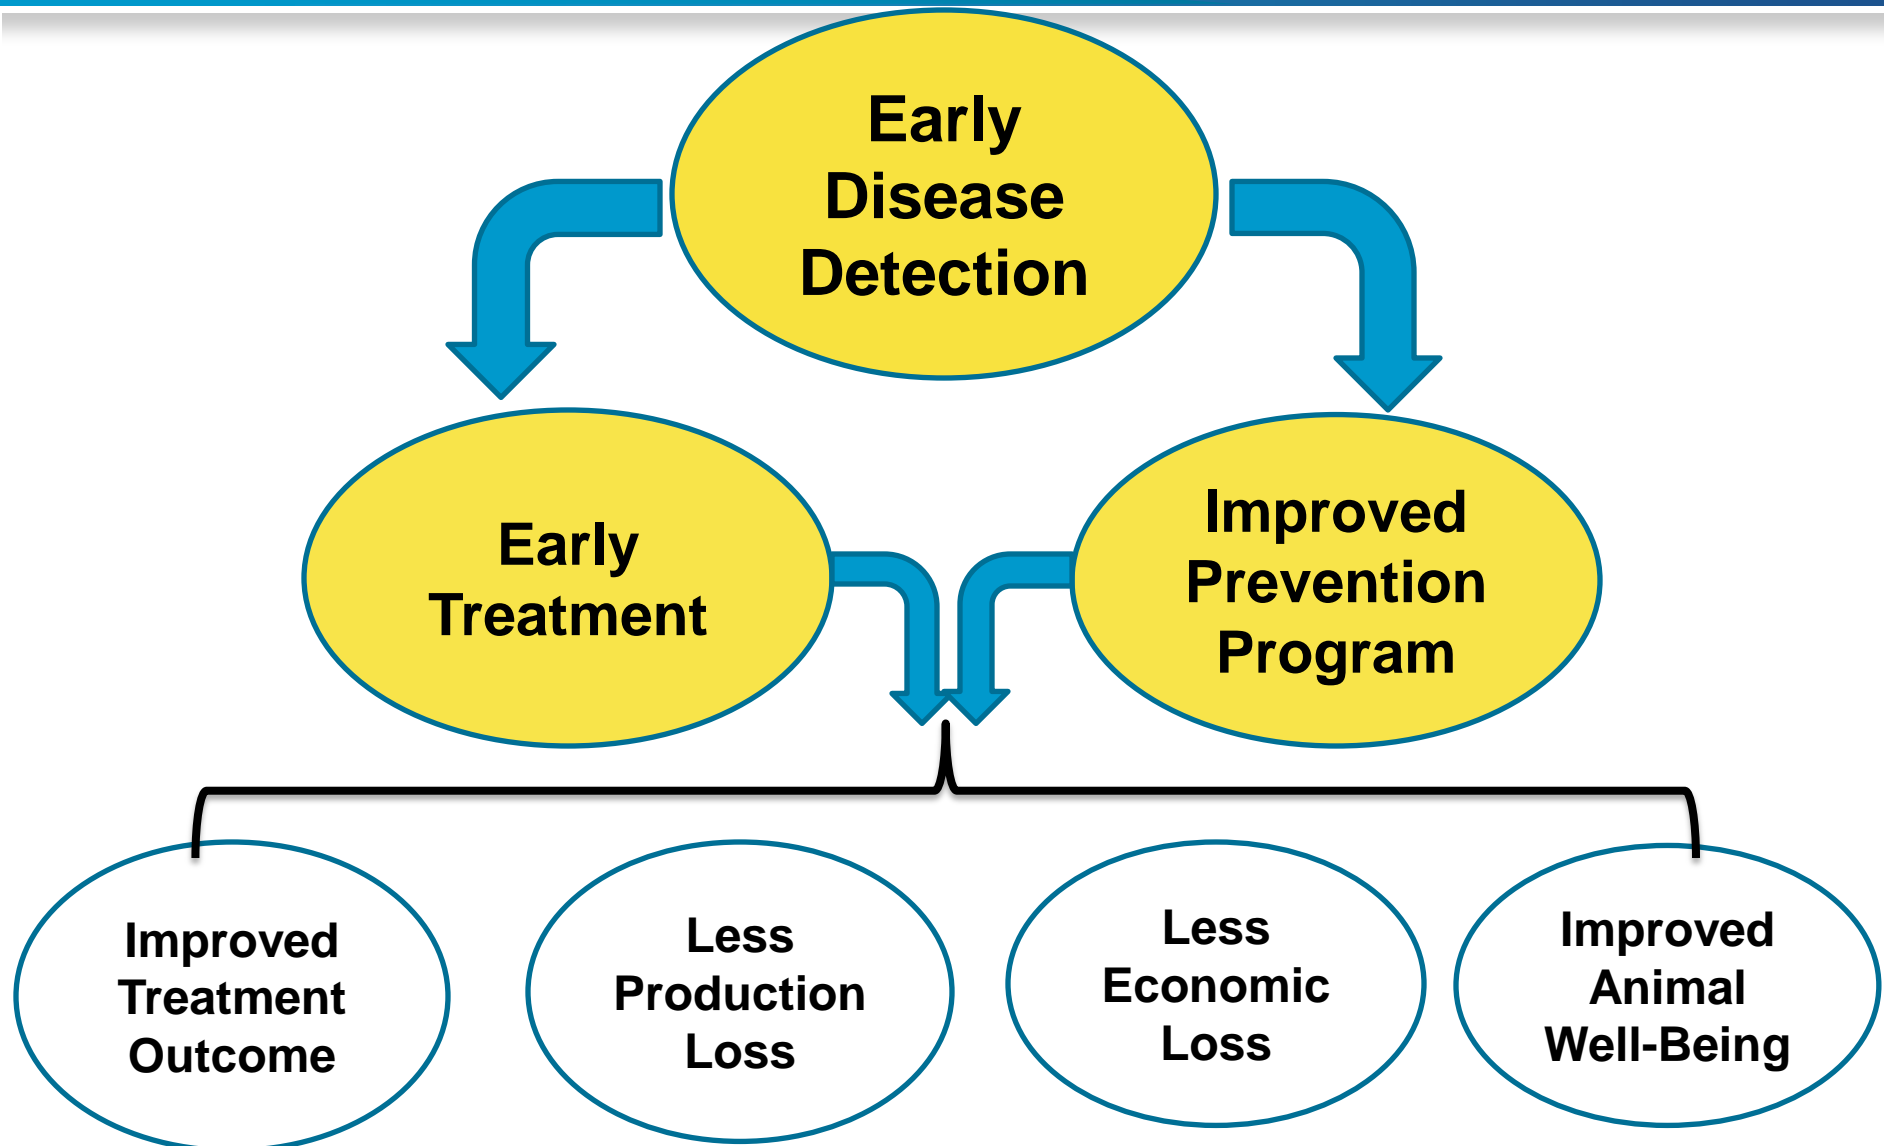 Early
Disease
Detection
Early
Treatment
Improved
Prevention
Program
Improved
Treatment
Outcome
Less
Production
Loss
Less
Economic
Loss
Improved
Animal
Well-Being